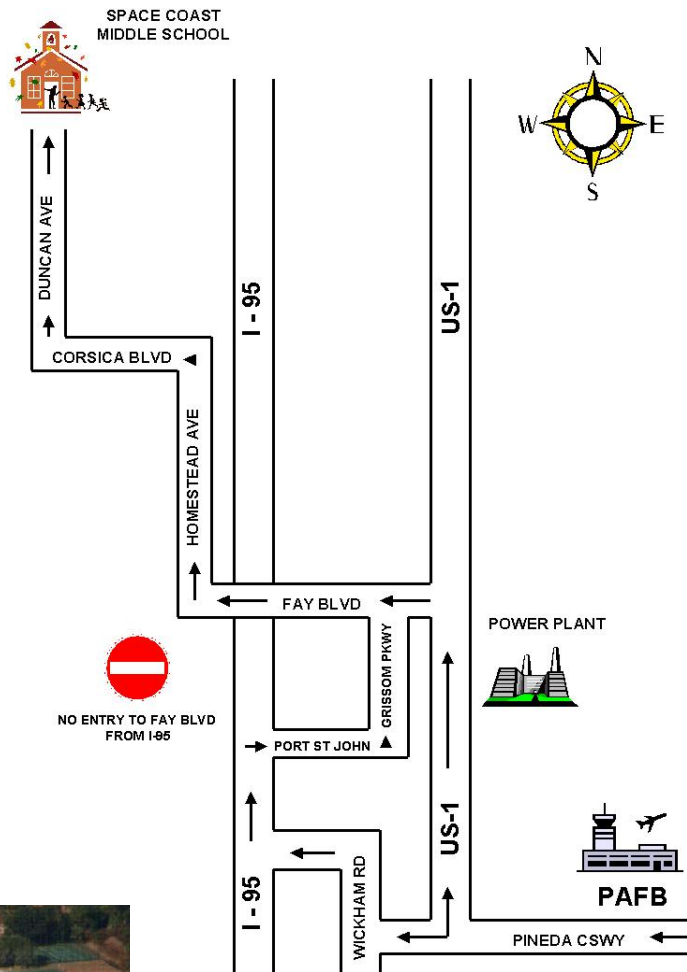 SPACE COAST
MIDDLE SCHOOL
N
W
E
S
DUNCAN AVE
I - 95
US-1
CORSICA BLVD
HOMESTEAD AVE
FAY BLVD
GRISSOM PKWY
POWER PLANT
NO ENTRY TO FAY BLVD
FROM I-95
PORT ST JOHN
US-1
I - 95
WICKHAM RD
PAFB
PINEDA CSWY